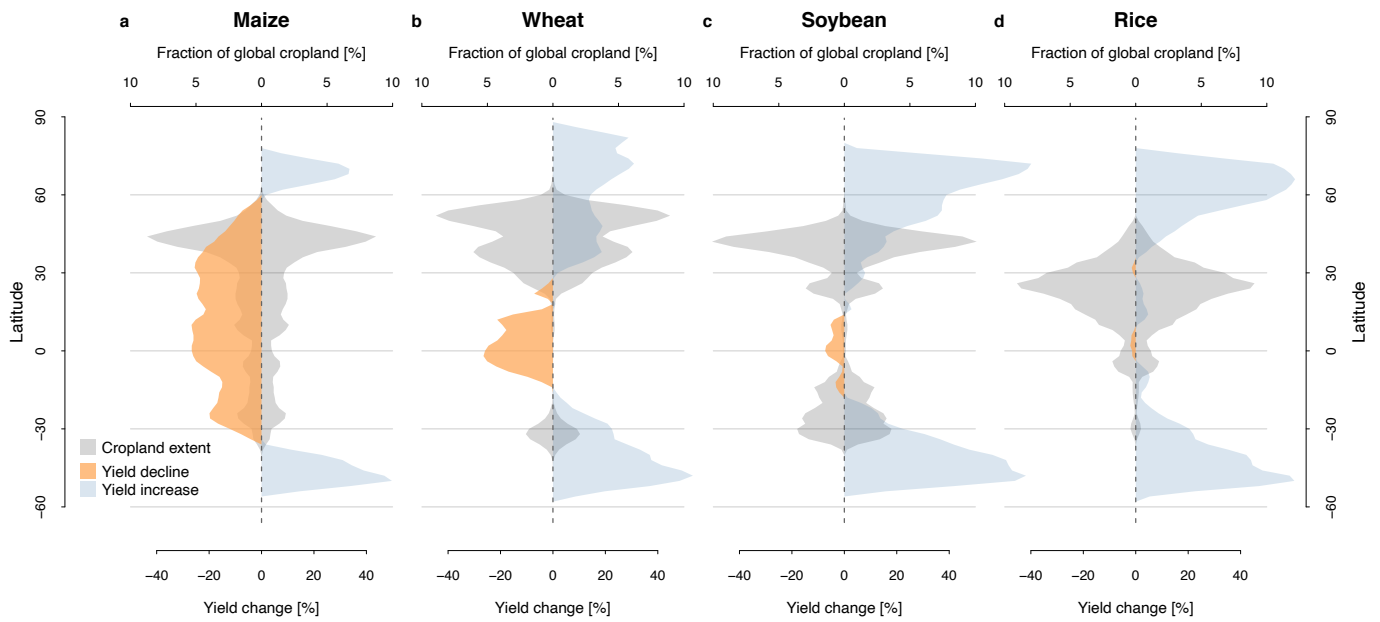 a Maize b Wheat c Soybean d Rice
Fraction of global cropland [%] Fraction of global cropland [%] Fraction of global cropland [%] Fraction of global cropland [%]
10 5 0 5 10 10 5 0 5 10 10 5 0 5 10 10 5 0 5 10
90 90
60 60
30 30
Latitude Latitude
0 0
−30 −30
Cropland extent
Yield decline
Yield increase
−60 −60
−40 −20 0 20 40 −40 −20 0 20 40 −40 −20 0 20 40 −40 −20 0 20 40
Yield change [%] Yield change [%] Yield change [%] Yield change [%]